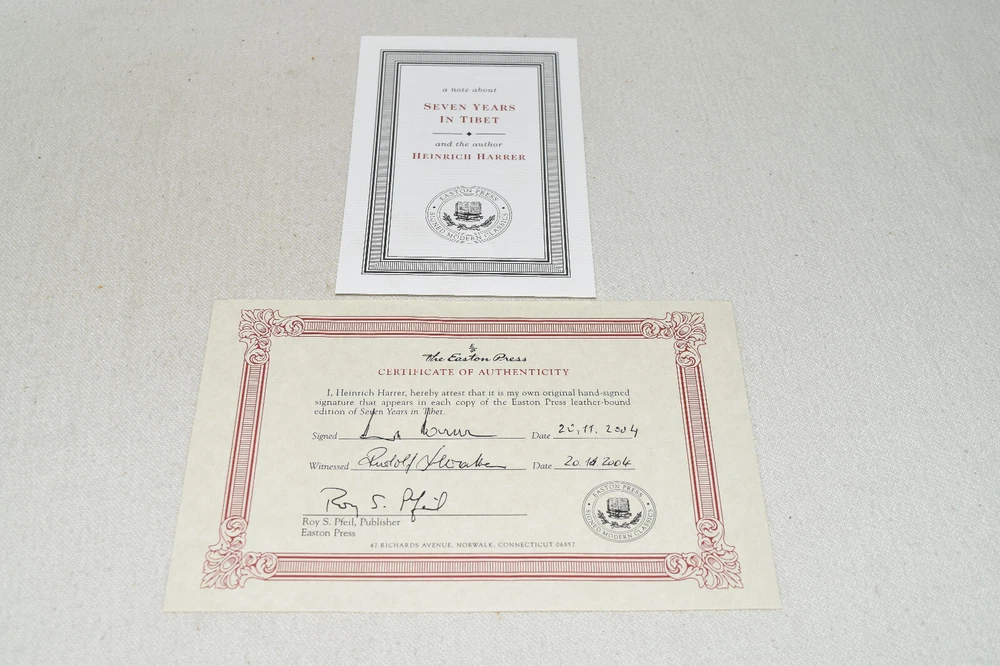 a note about
SEVEN YEARS
IN TIBET
and the author
HEINRICH HARRER
EASTON PRESS
SIGNED MODERN CLASSICS
The Easton Press
CERTIFICATE OF AUTHENTICITY
I, Heinrich Harrer, hereby attest that it is my own original hand-signed
signature that appears in each copy of the Easton Press leather-bound
edition of Seven Years in Tibet.
Signed Date 20.11.2004
Witnessed Rudolf Date 20.11.2004
Roy S. Pfeil
Roy S. Pfeil, Publisher
Easton Press
EASTON PRESS
SIGNED MODERN CLASSICS
47 RICHARDS AVENUE, NORWALK, CONNECTICUT 06857